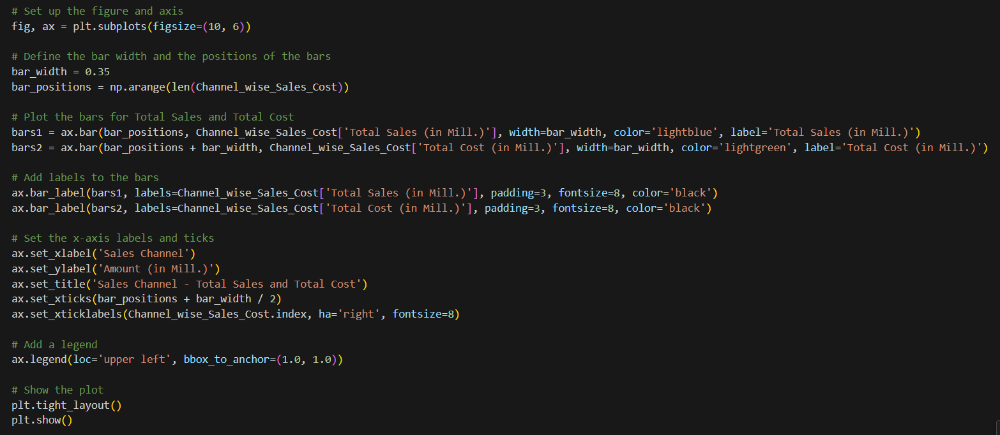 # Set up the figure and axis
fig, ax = plt.subplots(figsize=(10, 6))
# Define the bar width and the positions of the bars
bar_width = 0.35
bar_positions = np.arange(len(Channel_wise_Sales_Cost))
# Plot the bars for Total Sales and Total Cost
bars1 = ax.bar(bar_positions, Channel_wise_Sales_Cost['Total Sales (in Mill.)'], width=bar_width, color='lightblue', label='Total Sales (in Mill.)')
bars2 = ax.bar(bar_positions + bar_width, Channel_wise_Sales_Cost['Total Cost (in Mill.)'], width=bar_width, color='lightgreen', label='Total Cost (in Mill.)')
# Add labels to the bars
ax.bar_label(bars1, labels=Channel_wise_Sales_Cost['Total Sales (in Mill.)'], padding=3, fontsize=8, color='black')
ax.bar_label(bars2, labels=Channel_wise_Sales_Cost['Total Cost (in Mill.)'], padding=3, fontsize=8, color='black')
# Set the x-axis labels and ticks
ax.set_xlabel('Sales Channel')
ax.set_ylabel('Amount (in Mill.)')
ax.set_title('Sales Channel - Total Sales and Total Cost')
ax.set_xticks(bar_positions + bar_width / 2)
ax.set_xticklabels(Channel_wise_Sales_Cost.index, ha='right', fontsize=8)
# Add a legend
ax.legend(loc='upper left', bbox_to_anchor=(1.0, 1.0))
# Show the plot
plt.tight_layout()
plt.show()